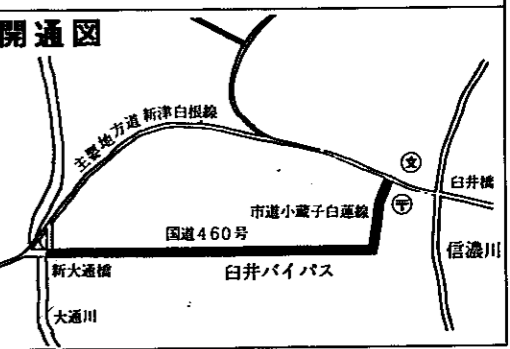 開通図
主要地方道 新津白根線
文
〒
臼井橋
市道小蔵子白蓮線
国道460号
信濃川
新大通橋
臼井バイパス
大通川